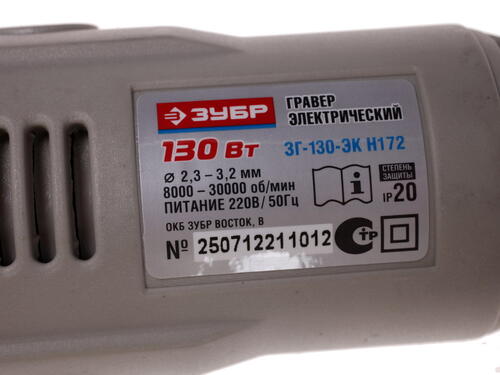 ЗУБР
ГРАВЕР
ЭЛЕКТРИЧЕСКИЙ
130 Вт
ЗГ-130-ЭК H172
ø 2,3 – 3,2 мм
8000 – 30000 об/мин
ПИТАНИЕ 220В/ 50Гц
СТЕПЕНЬ
ЗАЩИТЫ
IP20
ОКБ ЗУБР ВОСТОК, В
№ 250712211012